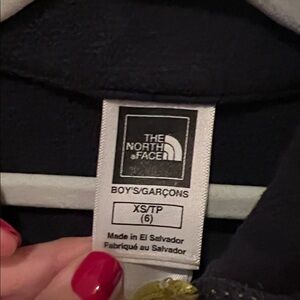 THE
NORTH
FACE
BOY'S/GARÇONS
XS/TP
(6)
Made in El Salvador
Fabriqué au Salvador